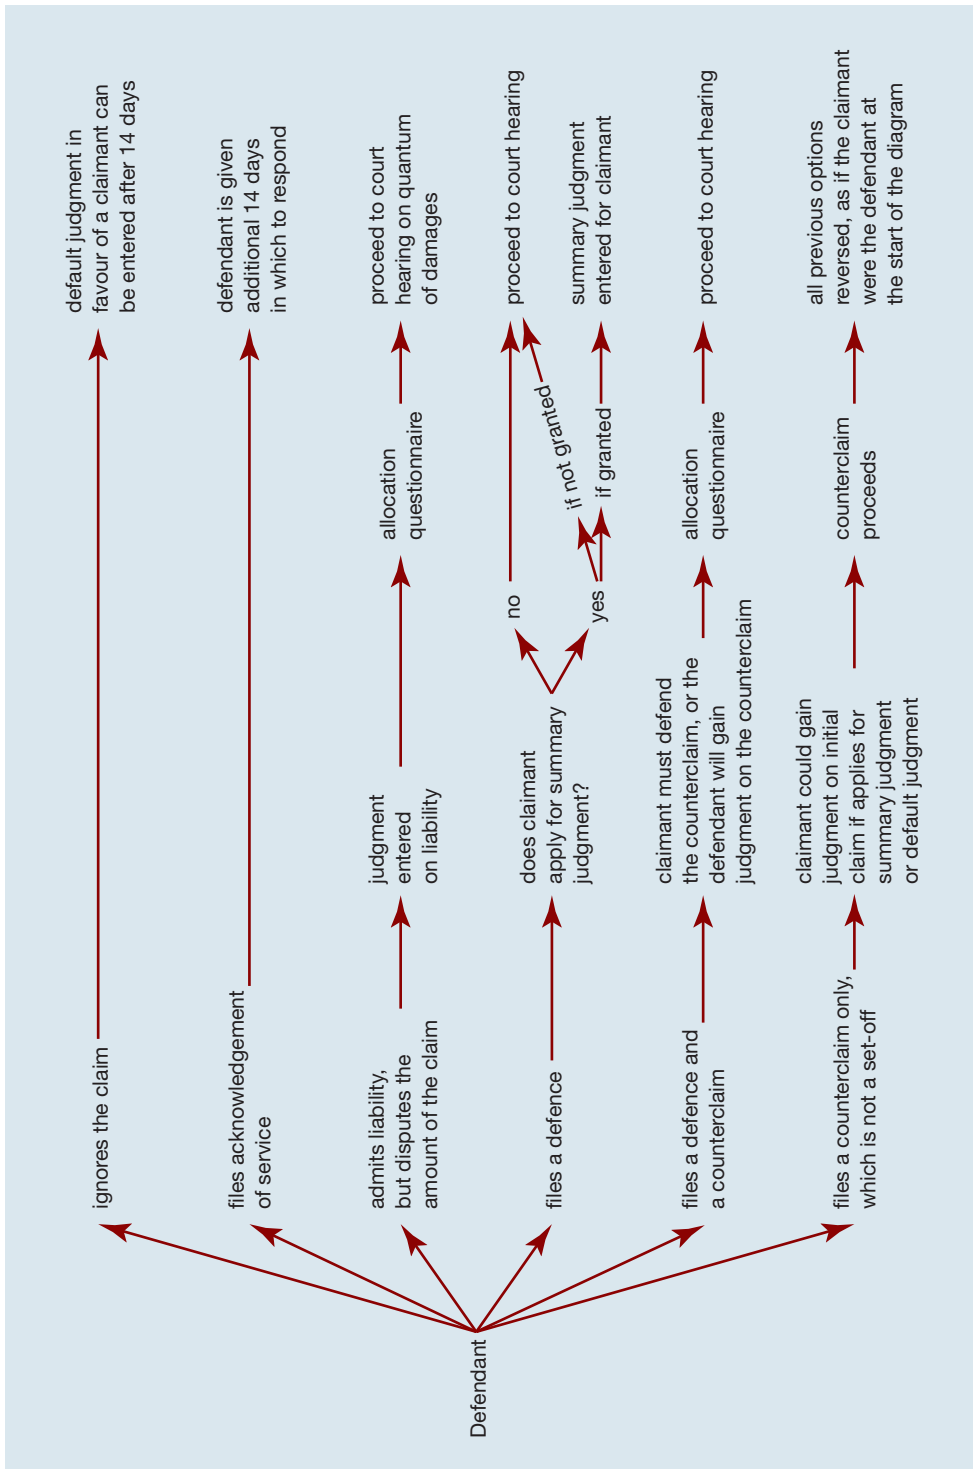 Defendant
ignores the claim
default judgment in
favour of a claimant can
be entered after 14 days
files acknowledgement
of service
defendant is given
additional 14 days
in which to respond
admits liability,
but disputes the
amount of the claim
judgment
entered
on liability
allocation
questionnaire
proceed to court
hearing on quantum
of damages
files a defence
does claimant
apply for summary
judgment?
no
proceed to court hearing
yes
if not granted
if granted
summary judgment
entered for claimant
files a defence and
a counterclaim
claimant must defend
the counterclaim, or the
defendant will gain
judgment on the counterclaim
allocation
questionnaire
proceed to court hearing
files a counterclaim only,
which is not a set-off
claimant could gain
judgment on initial
claim if applies for
summary judgment
or default judgment
counterclaim
proceeds
all previous options
reversed, as if the claimant
were the defendant at
the start of the diagram